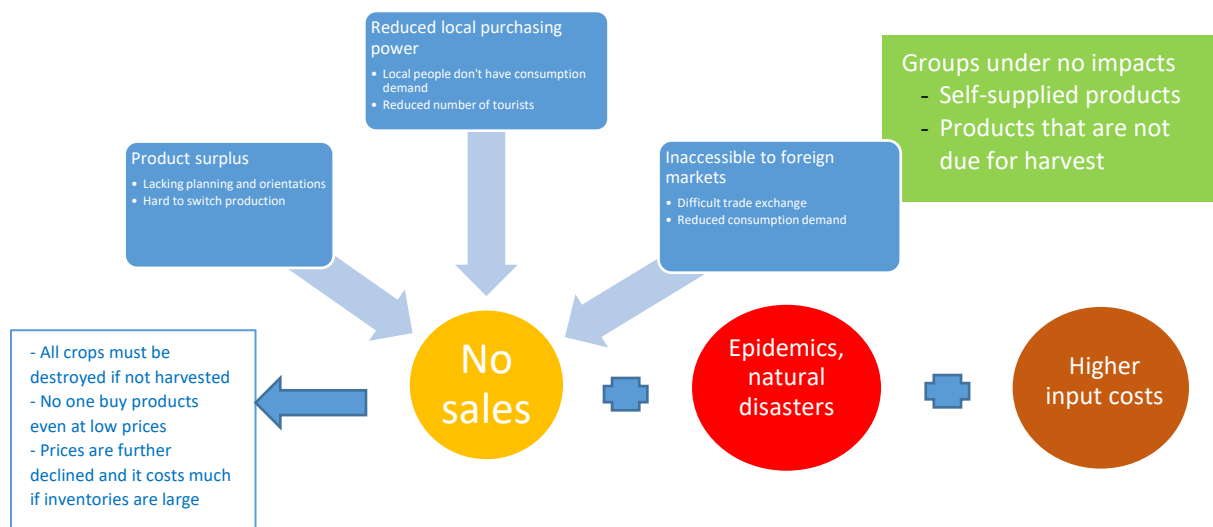 Reduced local purchasing
power
• Local people don't have consumption
demand
• Reduced number of tourists
Groups under no impacts
- Self-supplied products
- Products that are not
due for harvest
Product surplus
• Lacking planning and orientations
• Hard to switch production
Inaccessible to foreign
markets
• Difficult trade exchange
• Reduced consumption demand
- All crops must be
destroyed if not harvested
- No one buy products
even at low prices
- Prices are further
declined and it costs much
if inventories are large
No
sales
Epidemics,
natural
disasters
Higher
input costs